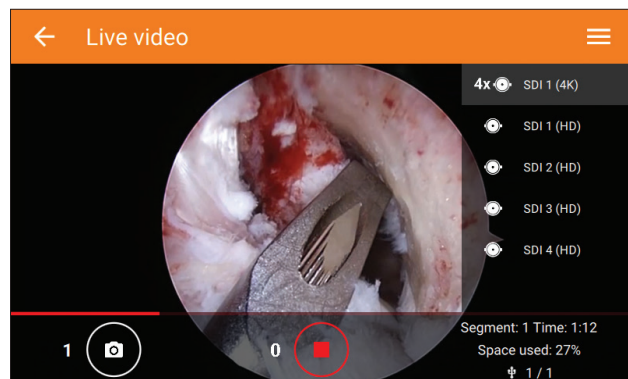 Live video
4x SDI 1 (4K)
SDI 1 (HD)
SDI 2 (HD)
SDI 3 (HD)
SDI 4 (HD)
1
0
Segment: 1 Time: 1:12
Space used: 27%
1 / 1